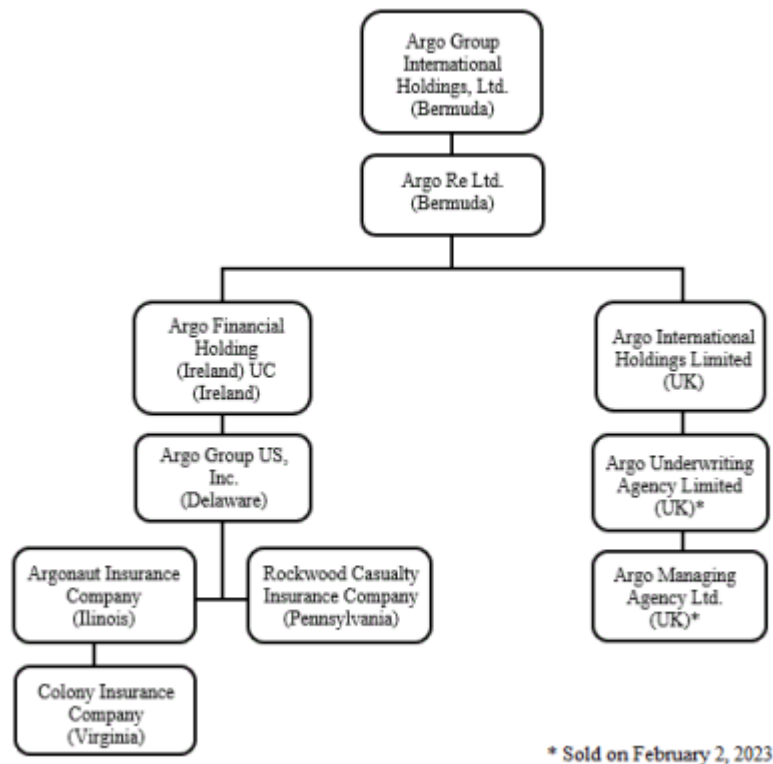 Argo Group
International
Holdings, Ltd.
(Bermuda)
Argo Re Ltd.
(Bermuda)
Argo Financial
Holding
(Ireland) UC
(Ireland)
Argo International
Holdings Limited
(UK)
Argo Group US,
Inc.
(Delaware)
Argo Underwriting
Agency Limited
(UK)*
Argonaut Insurance
Company
(Ilinois)
Rockwood Casualty
Insurance Company
(Pennsylvania)
Argo Managing
Agency Ltd.
(UK)*
Colony Insurance
Company
(Virginia)
* Sold on February 2, 2023